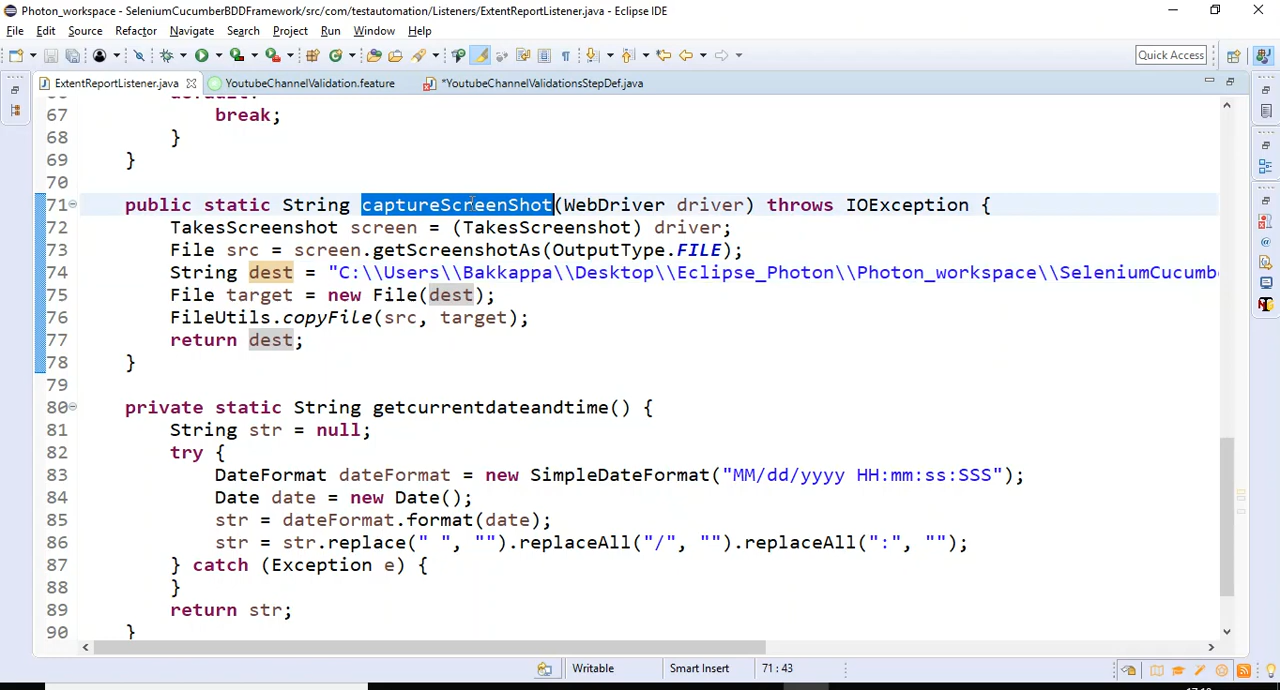 Photon_workspace - SeleniumCucumberBDDFramework/src/com/testautomation/Listeners/ExtentReportListener.java - Eclipse IDE
File Edit Source Refactor Navigate Search Project Run Window Help
Quick Access
ExtentReportListener.java YoutubeChannelValidation.feature *YoutubeChannelValidationsStepDef.java
67 break;
68 }
69 }
70
71 public static String captureScreenShot(WebDriver driver) throws IOException {
72 TakesScreenshot screen = (TakesScreenshot) driver;
73 File src = screen.getScreenshotAs(OutputType.FILE);
74 String dest = "C:\\Users\\Bakkappa\\Desktop\\Eclipse_Photon\\Photon_workspace\\SeleniumCucumb
75 File target = new File(dest);
76 FileUtils.copyFile(src, target);
77 return dest;
78 }
79
80 private static String getcurrentdateandtime() {
81 String str = null;
82 try {
83 DateFormat dateFormat = new SimpleDateFormat("MM/dd/yyyy HH:mm:ss:SSS");
84 Date date = new Date();
85 str = dateFormat.format(date);
86 str = str.replace(" ", "").replaceAll("/", "").replaceAll(":", "");
87 } catch (Exception e) {
88 }
89 return str;
90 }
Writable Smart Insert 71 : 43